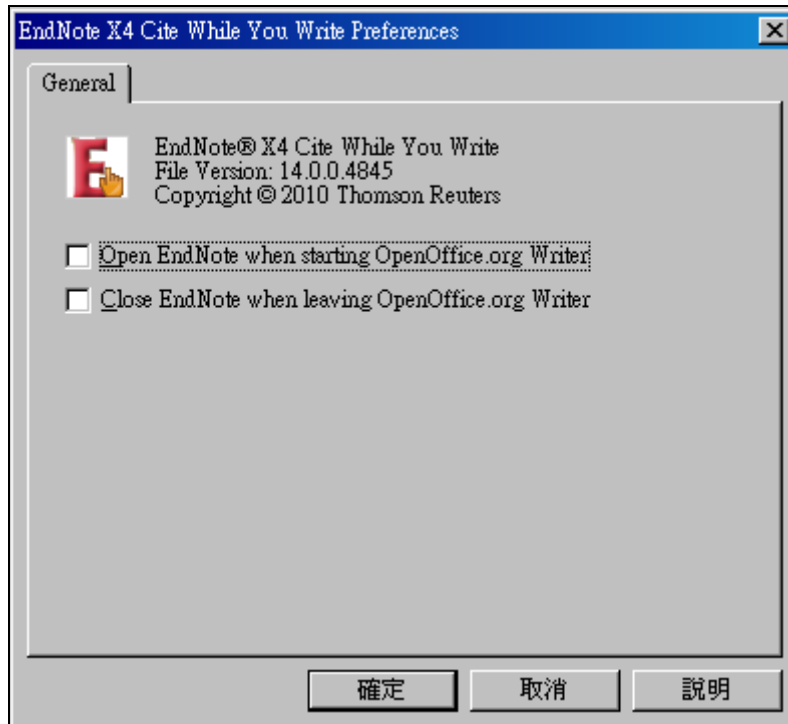 EndNote X4 Cite While You Write Preferences
General
EndNote® X4 Cite While You Write
File Version: 14.0.0.4845
Copyright © 2010 Thomson Reuters
Open EndNote when starting OpenOffice.org Writer
Close EndNote when leaving OpenOffice.org Writer
確定 取消 說明